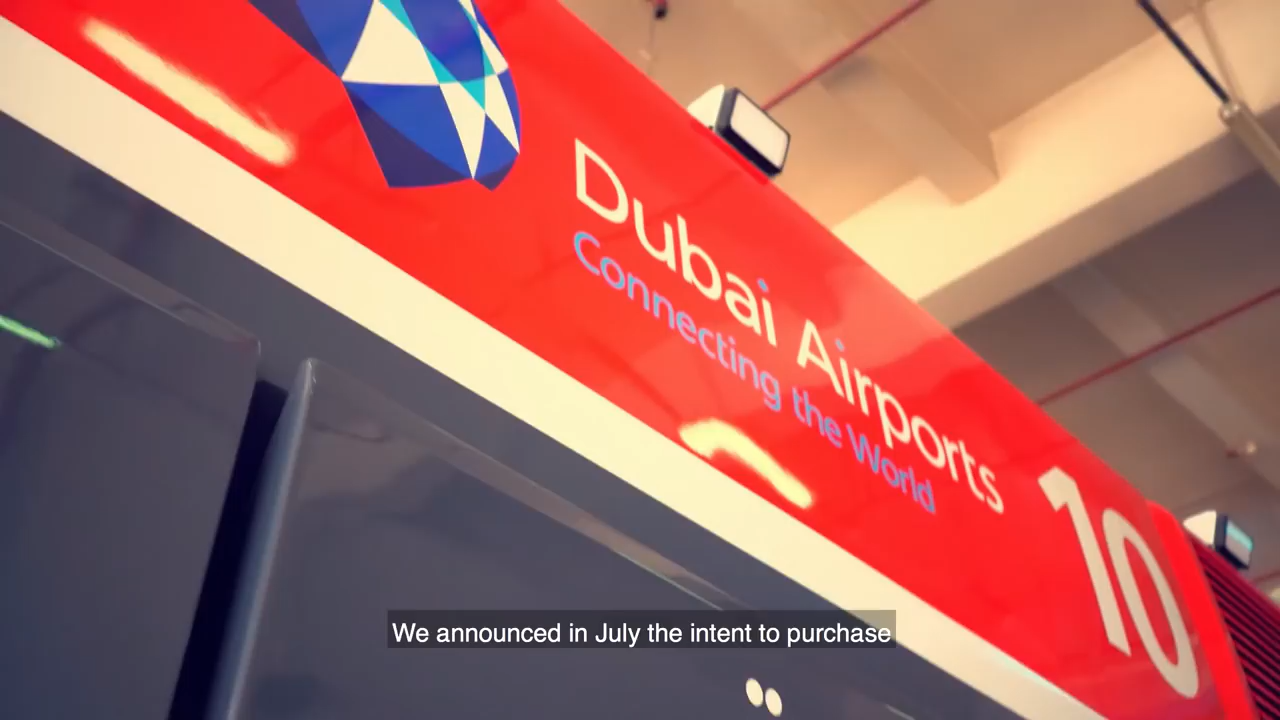 Dubai Airports
Connecting the World
10
We announced in July the intent to purchase